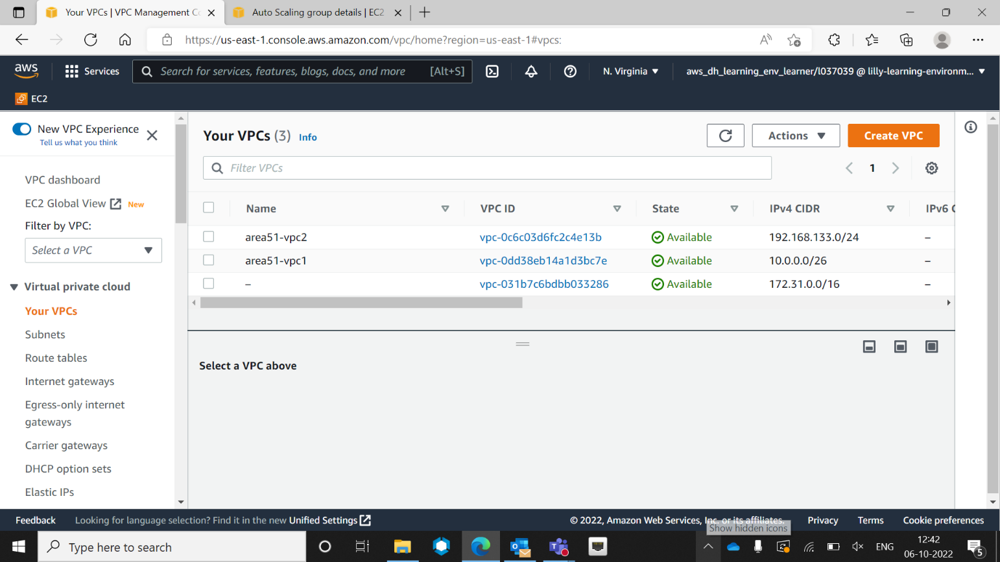 Your VPCs | VPC Management Co
Auto Scaling group details | EC2
https://us-east-1.console.aws.amazon.com/vpc/home?region=us-east-1#vpcs:
aws
Services
Search for services, features, blogs, docs, and more [Alt+S]
N. Virginia
aws_dh_learning_env_learner/l037039 @ lilly-learning-environm...
EC2
New VPC Experience
Tell us what you think
VPC dashboard
EC2 Global View New
Filter by VPC:
Select a VPC
Virtual private cloud
Your VPCs
Subnets
Route tables
Internet gateways
Egress-only internet
gateways
Carrier gateways
DHCP option sets
Elastic IPs
Your VPCs (3) Info
Actions
Create VPC
Filter VPCs
1
Name VPC ID State IPv4 CIDR IPv6 C
area51-vpc2 vpc-0c6c03d6fc2c4e13b Available 192.168.133.0/24 –
area51-vpc1 vpc-0dd38eb14a1d3bc7e Available 10.0.0.0/26 –
– vpc-031b7c6bdbb033286 Available 172.31.0.0/16 –
Select a VPC above
Feedback Looking for language selection? Find it in the new Unified Settings
© 2022, Amazon Web Services, Inc. or its affiliates. Privacy Terms Cookie preferences
Show hidden icons
Type here to search
ENG
12:42
06-10-2022
5